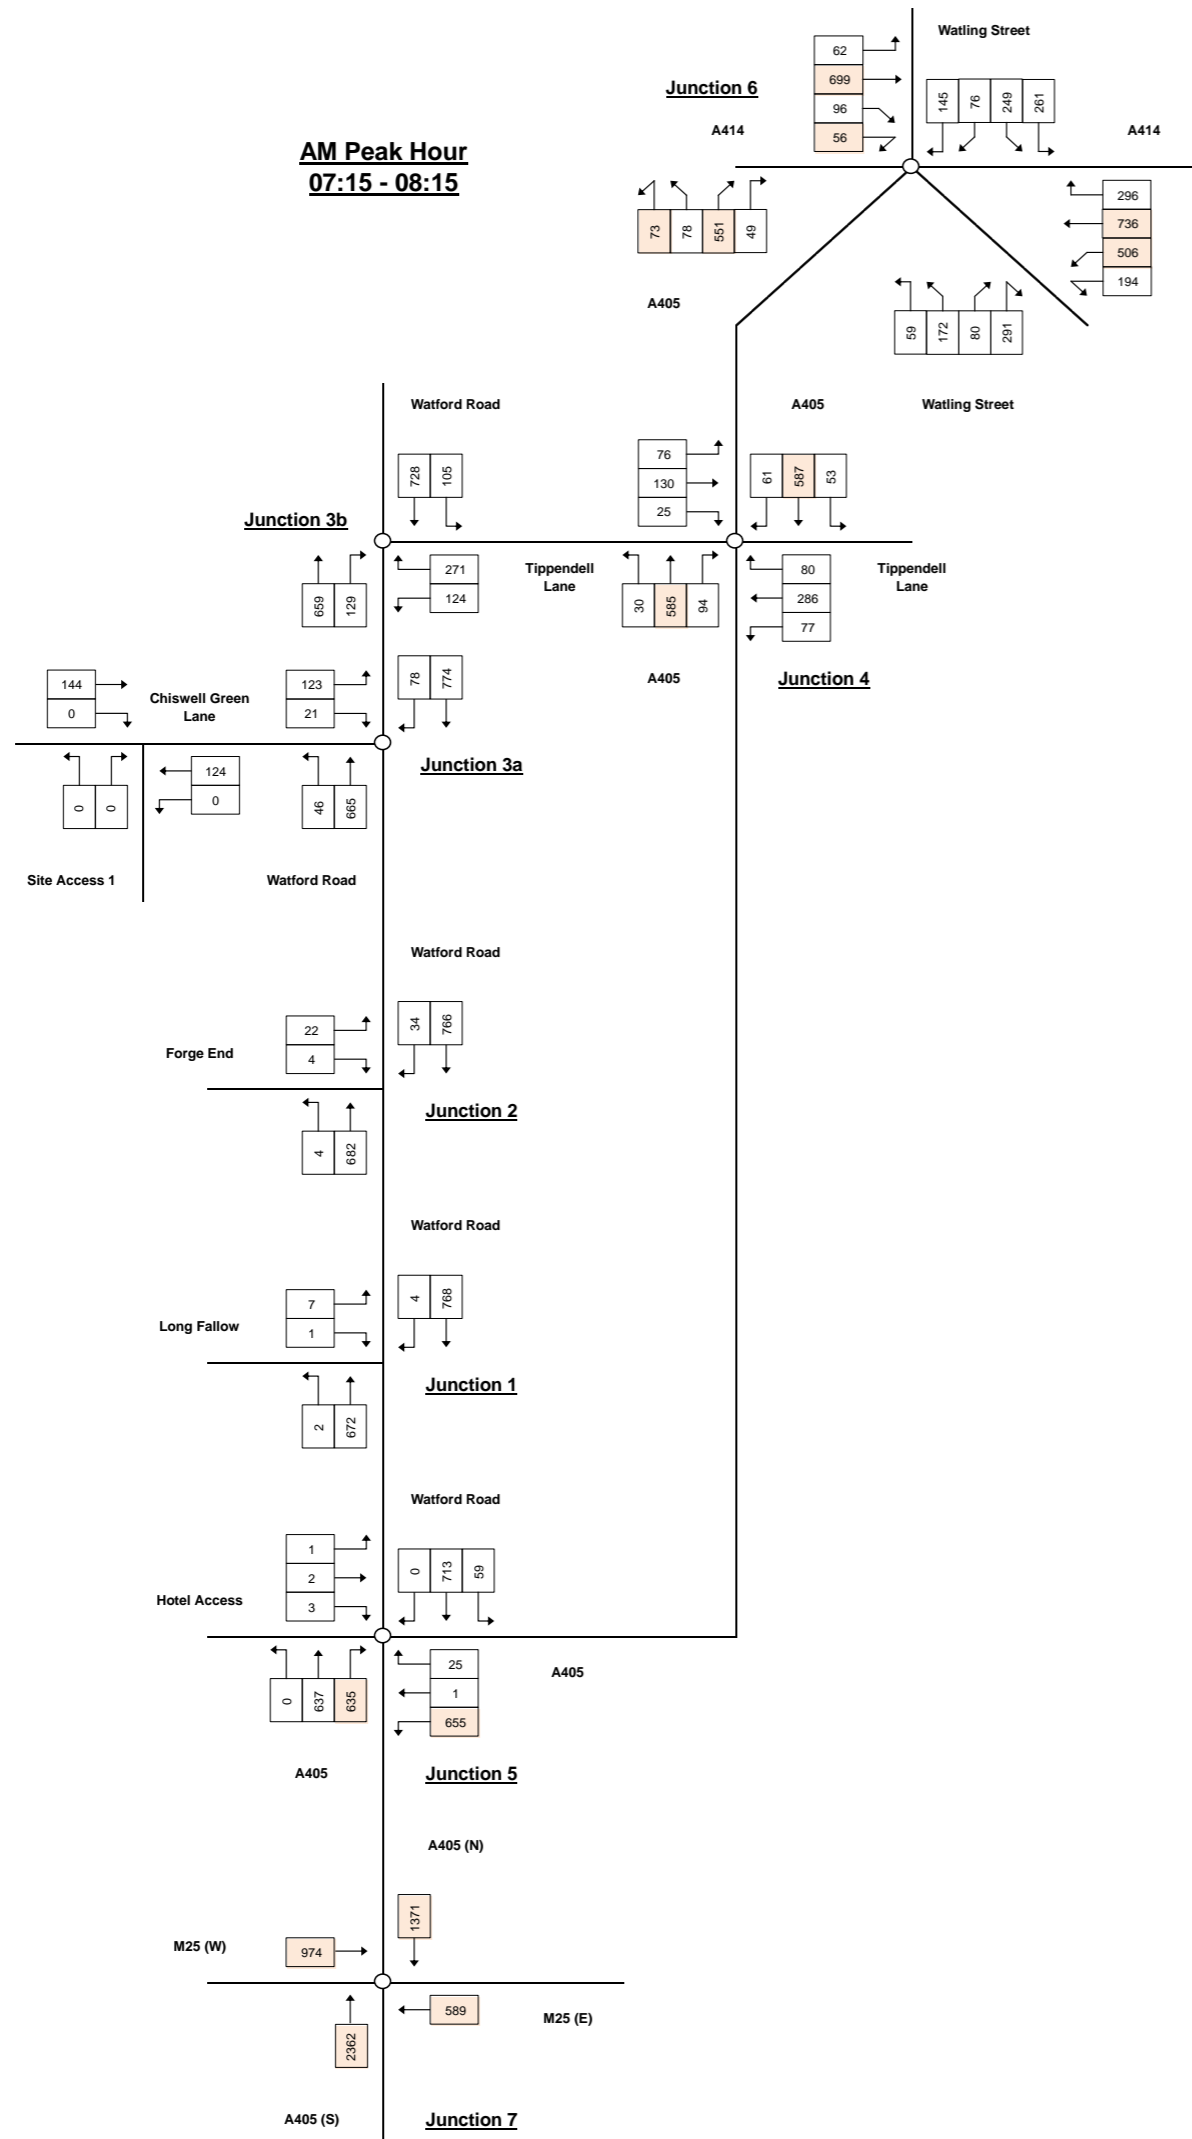 Watling Street
62
699
96
56
Junction 6
145
76
249
261
A414
A414
AM Peak Hour
07:15 - 08:15
296
736
506
194
73
78
551
49
A405
59
172
80
291
Watford Road
A405
Watling Street
76
130
25
61
587
53
728
105
Junction 3b
659
129
271
124
Tippendell
Lane
30
585
94
80
286
77
Tippendell
Lane
A405
Junction 4
144
0
Chiswell Green
Lane
123
21
78
774
Junction 3a
0
0
124
0
46
665
Site Access 1
Watford Road
Watford Road
22
4
34
766
Forge End
Junction 2
4
682
Watford Road
7
1
4
768
Long Fallow
Junction 1
2
672
Watford Road
1
2
3
0
713
59
Hotel Access
0
637
635
25
1
655
A405
A405
Junction 5
A405 (N)
1371
M25 (W)
974
589
M25 (E)
2362
A405 (S)
Junction 7